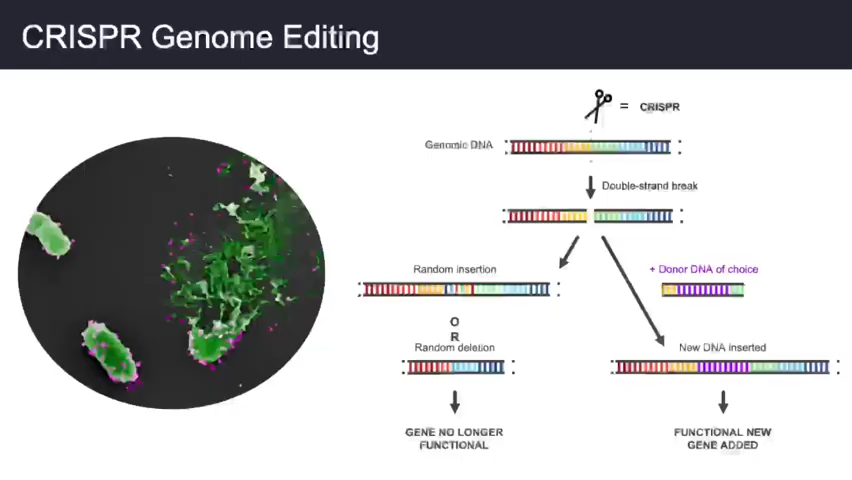 CRISPR Genome Editing
= CRISPR
Genomic DNA
Double-strand break
Random insertion
+ Donor DNA of choice
O
R
Random deletion
New DNA inserted
GENE NO LONGER
FUNCTIONAL
FUNCTIONAL NEW
GENE ADDED